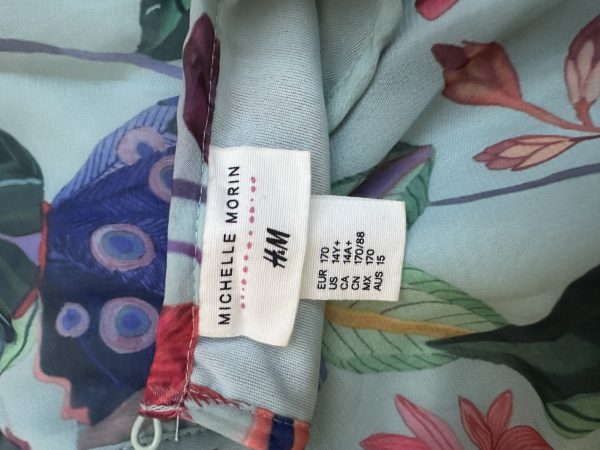 MICHELLE MORIN
H&M
EUR 170
US 14Y+
CA 14A+
CN 170/88
MX 170
AUS 15